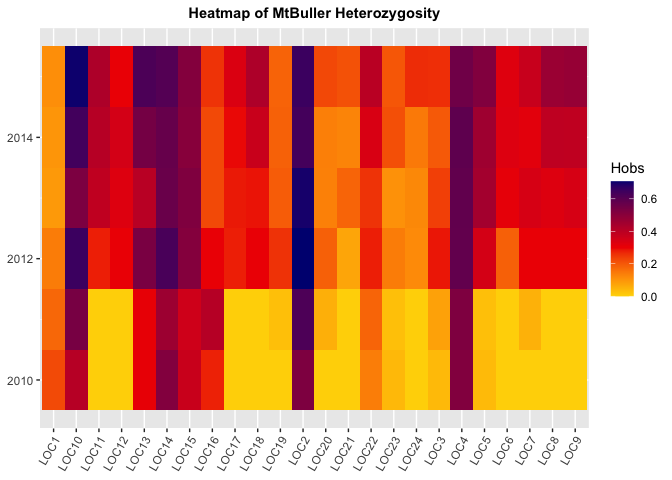 Heatmap of MtBuller Heterozygosity
2014
2012
2010
Hobs
0.6
0.4
0.2
0.0
LOC1 LOC10 LOC11 LOC12 LOC13 LOC14 LOC15 LOC16 LOC17 LOC18 LOC19 LOC2 LOC20 LOC21 LOC22 LOC23 LOC24 LOC3 LOC4 LOC5 LOC6 LOC7 LOC8 LOC9